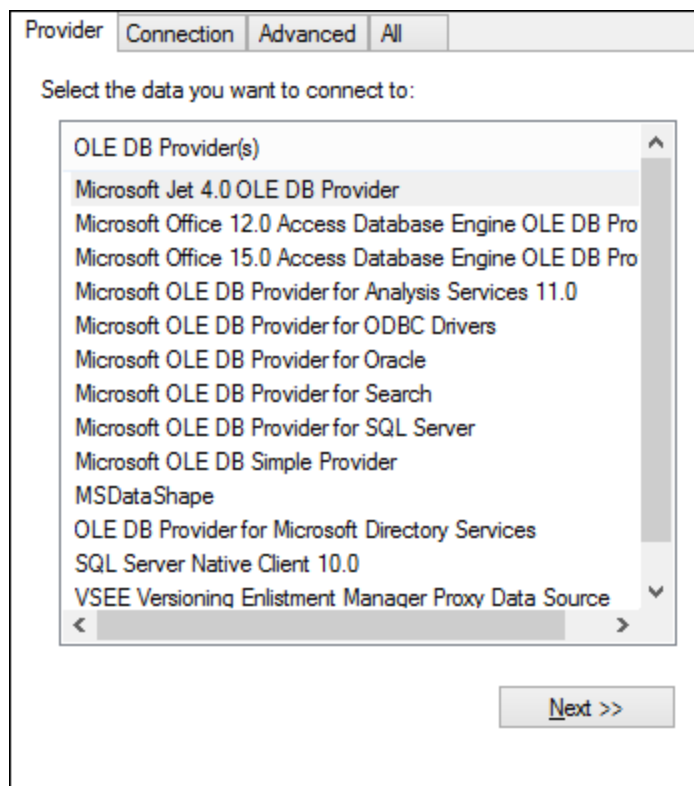 Provider Connection Advanced All
Select the data you want to connect to:
OLE DB Provider(s)
Microsoft Jet 4.0 OLE DB Provider
Microsoft Office 12.0 Access Database Engine OLE DB Pro
Microsoft Office 15.0 Access Database Engine OLE DB Pro
Microsoft OLE DB Provider for Analysis Services 11.0
Microsoft OLE DB Provider for ODBC Drivers
Microsoft OLE DB Provider for Oracle
Microsoft OLE DB Provider for Search
Microsoft OLE DB Provider for SQL Server
Microsoft OLE DB Simple Provider
MSDataShape
OLE DB Provider for Microsoft Directory Services
SQL Server Native Client 10.0
VSEE Versioning Enlistment Manager Proxy Data Source
Next >>